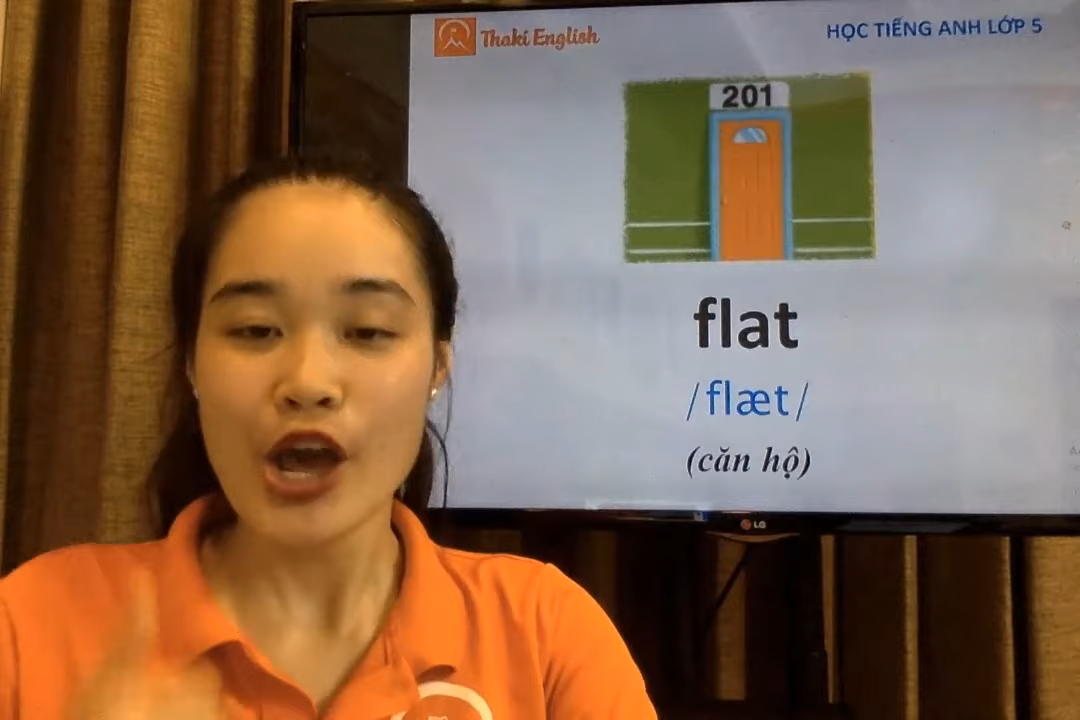 Thaki English
HỌC TIẾNG ANH LỚP 5
201
flat
/flæt/
(căn hộ)
LG